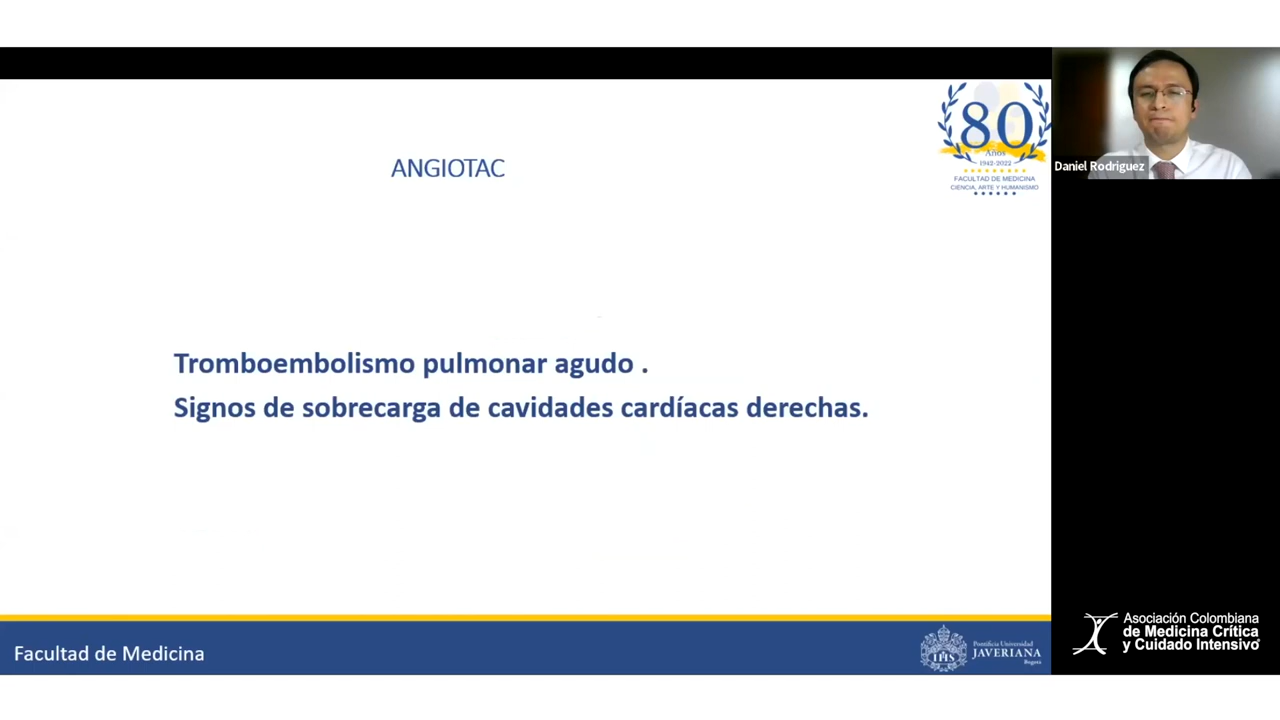 ANGIOTAC
80
Años
1942-2022
FACULTAD DE MEDICINA
CIENCIA, ARTE Y HUMANISMO
Daniel Rodriguez
Tromboembolismo pulmonar agudo .
Signos de sobrecarga de cavidades cardíacas derechas.
Facultad de Medicina
IHS
Pontificia Universidad
JAVERIANA
Bogotá
Asociación Colombiana
de Medicina Crítica
y Cuidado Intensivo